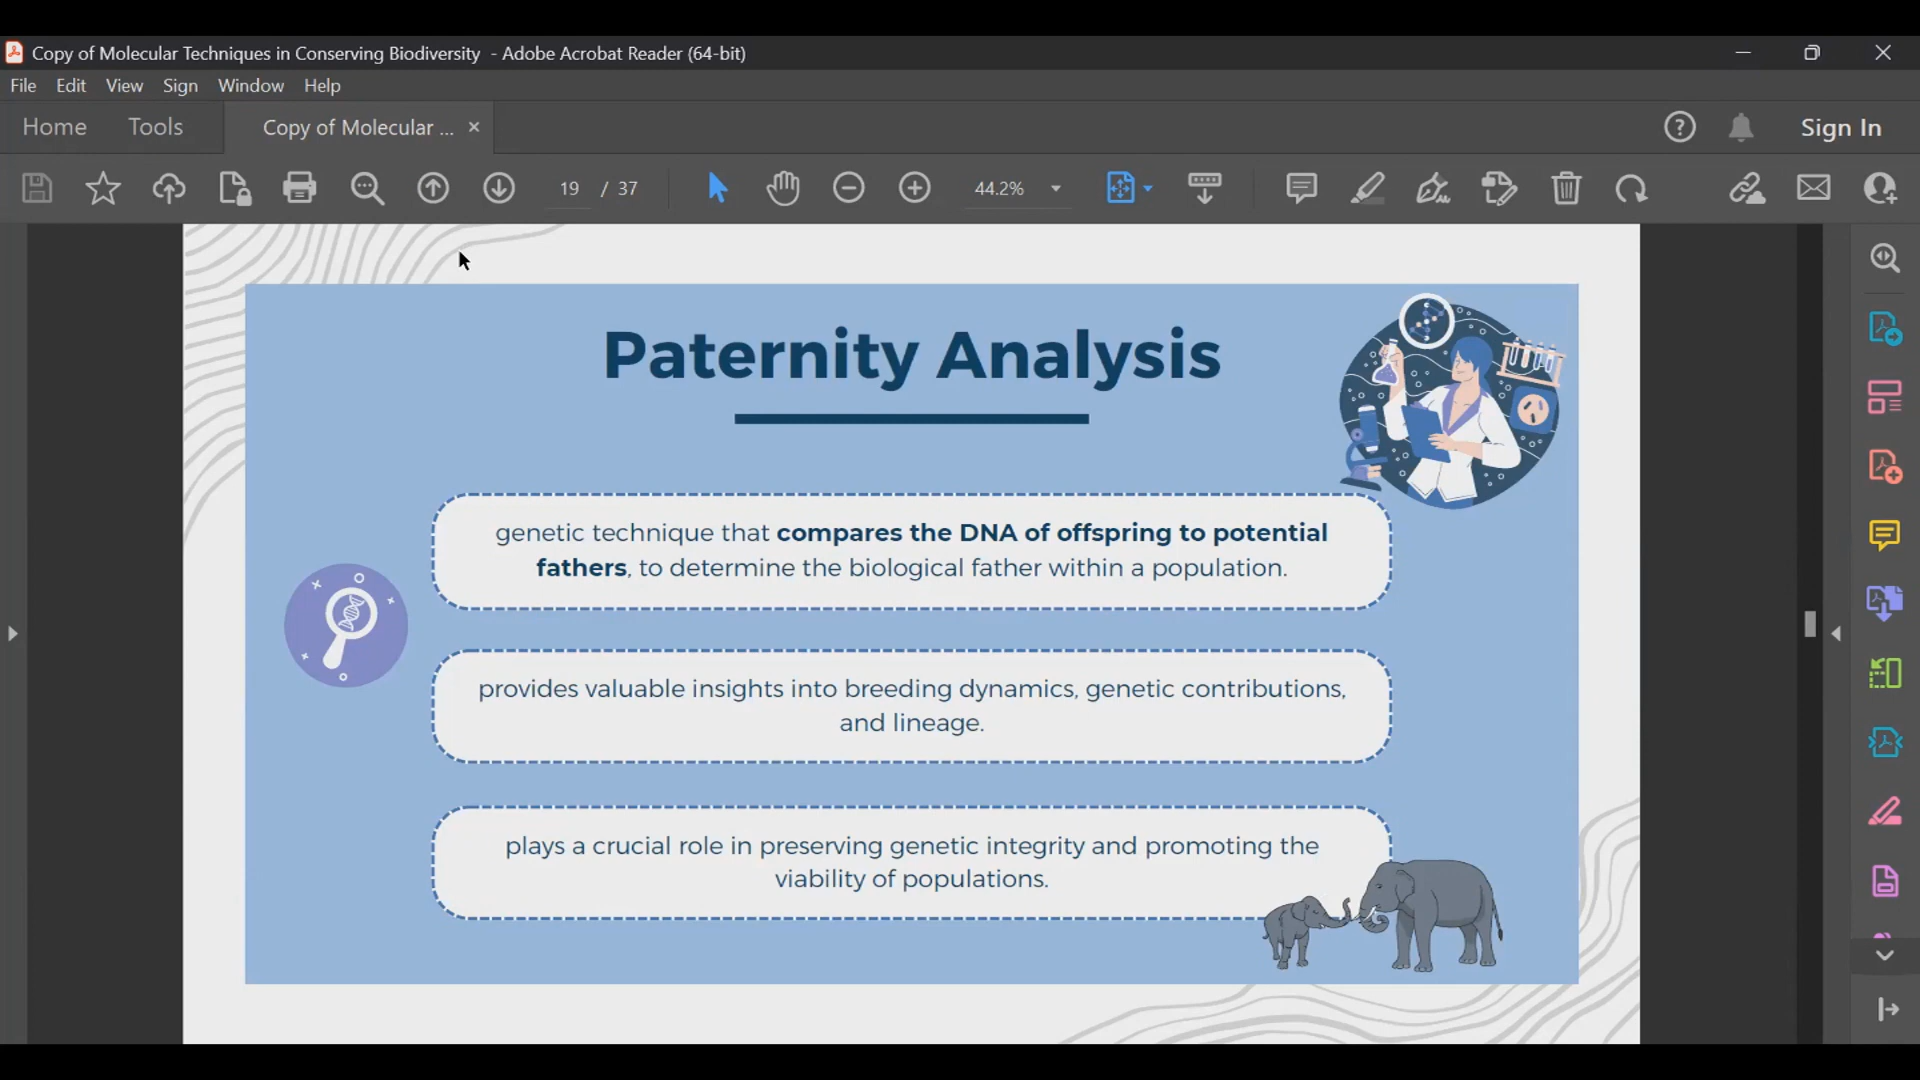 Copy of Molecular Techniques in Conserving Biodiversity - Adobe Acrobat Reader (64-bit)
File Edit View Sign Window Help
Home Tools Copy of Molecular ... Sign In
19 / 37 44.2%
Paternity Analysis
genetic technique that compares the DNA of offspring to potential
fathers, to determine the biological father within a population.
provides valuable insights into breeding dynamics, genetic contributions,
and lineage.
plays a crucial role in preserving genetic integrity and promoting the
viability of populations.